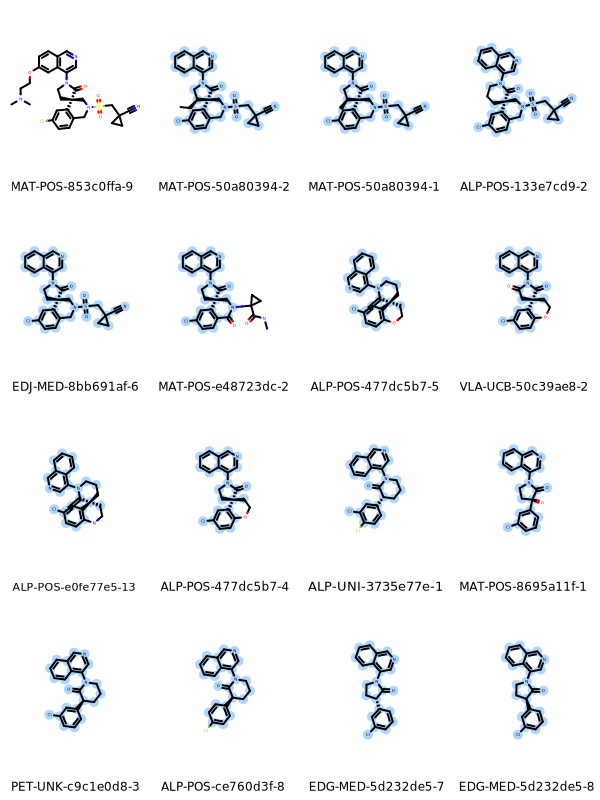 MAT-POS-853c0ffa-9
MAT-POS-50a80394-2
MAT-POS-50a80394-1
ALP-POS-133e7cd9-2
EDJ-MED-8bb691af-6
MAT-POS-e48723dc-2
ALP-POS-477dc5b7-5
VLA-UCB-50c39ae8-2
ALP-POS-e0fe77e5-13
ALP-POS-477dc5b7-4
ALP-UNI-3735e77e-1
MAT-POS-8695a11f-1
PET-UNK-c9c1e0d8-3
ALP-POS-ce760d3f-8
EDG-MED-5d232de5-7
EDG-MED-5d232de5-8